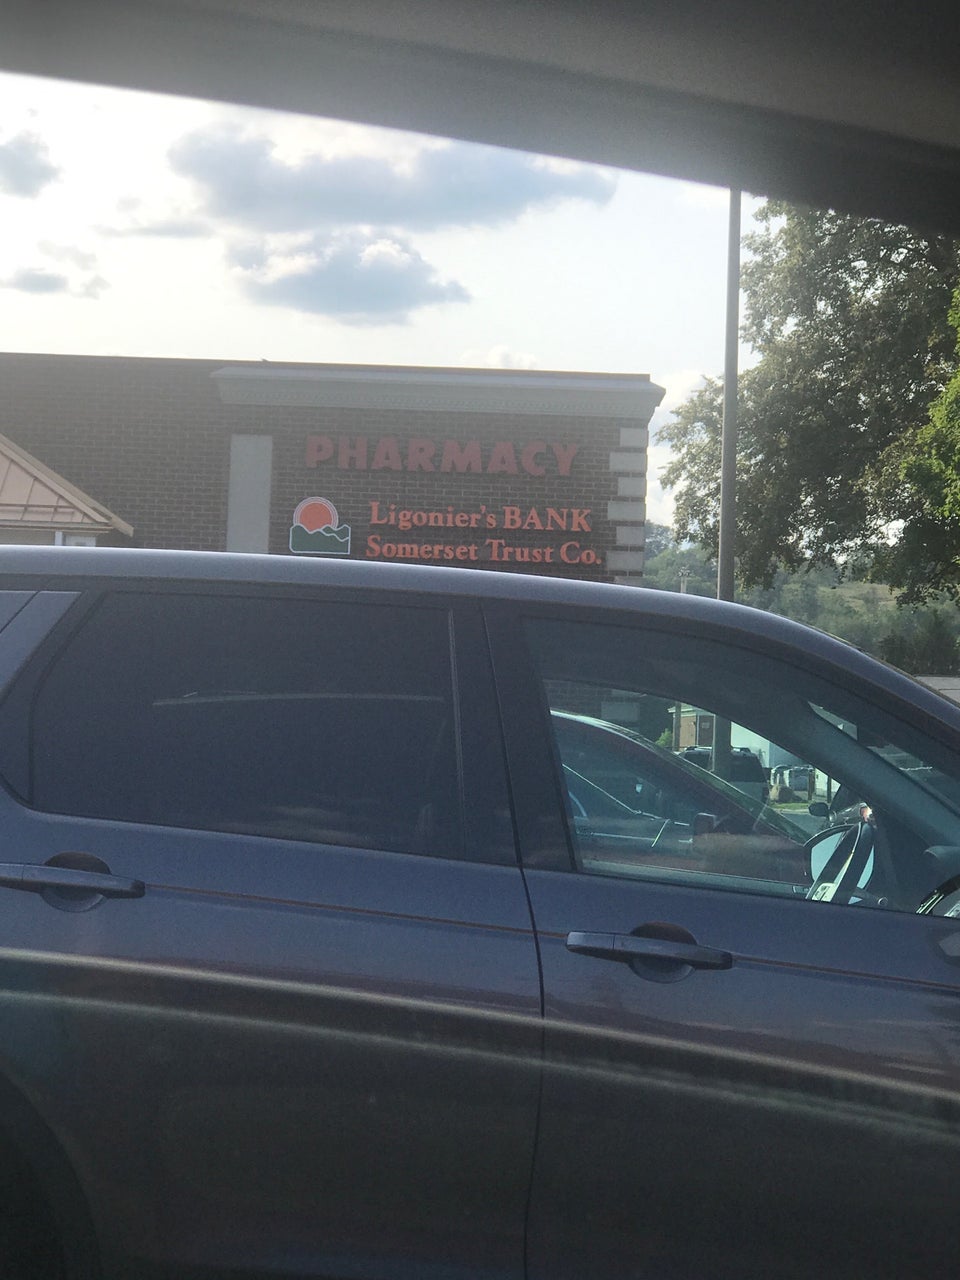 PHARMACY
Ligonier's BANK
Somerset Trust Co.